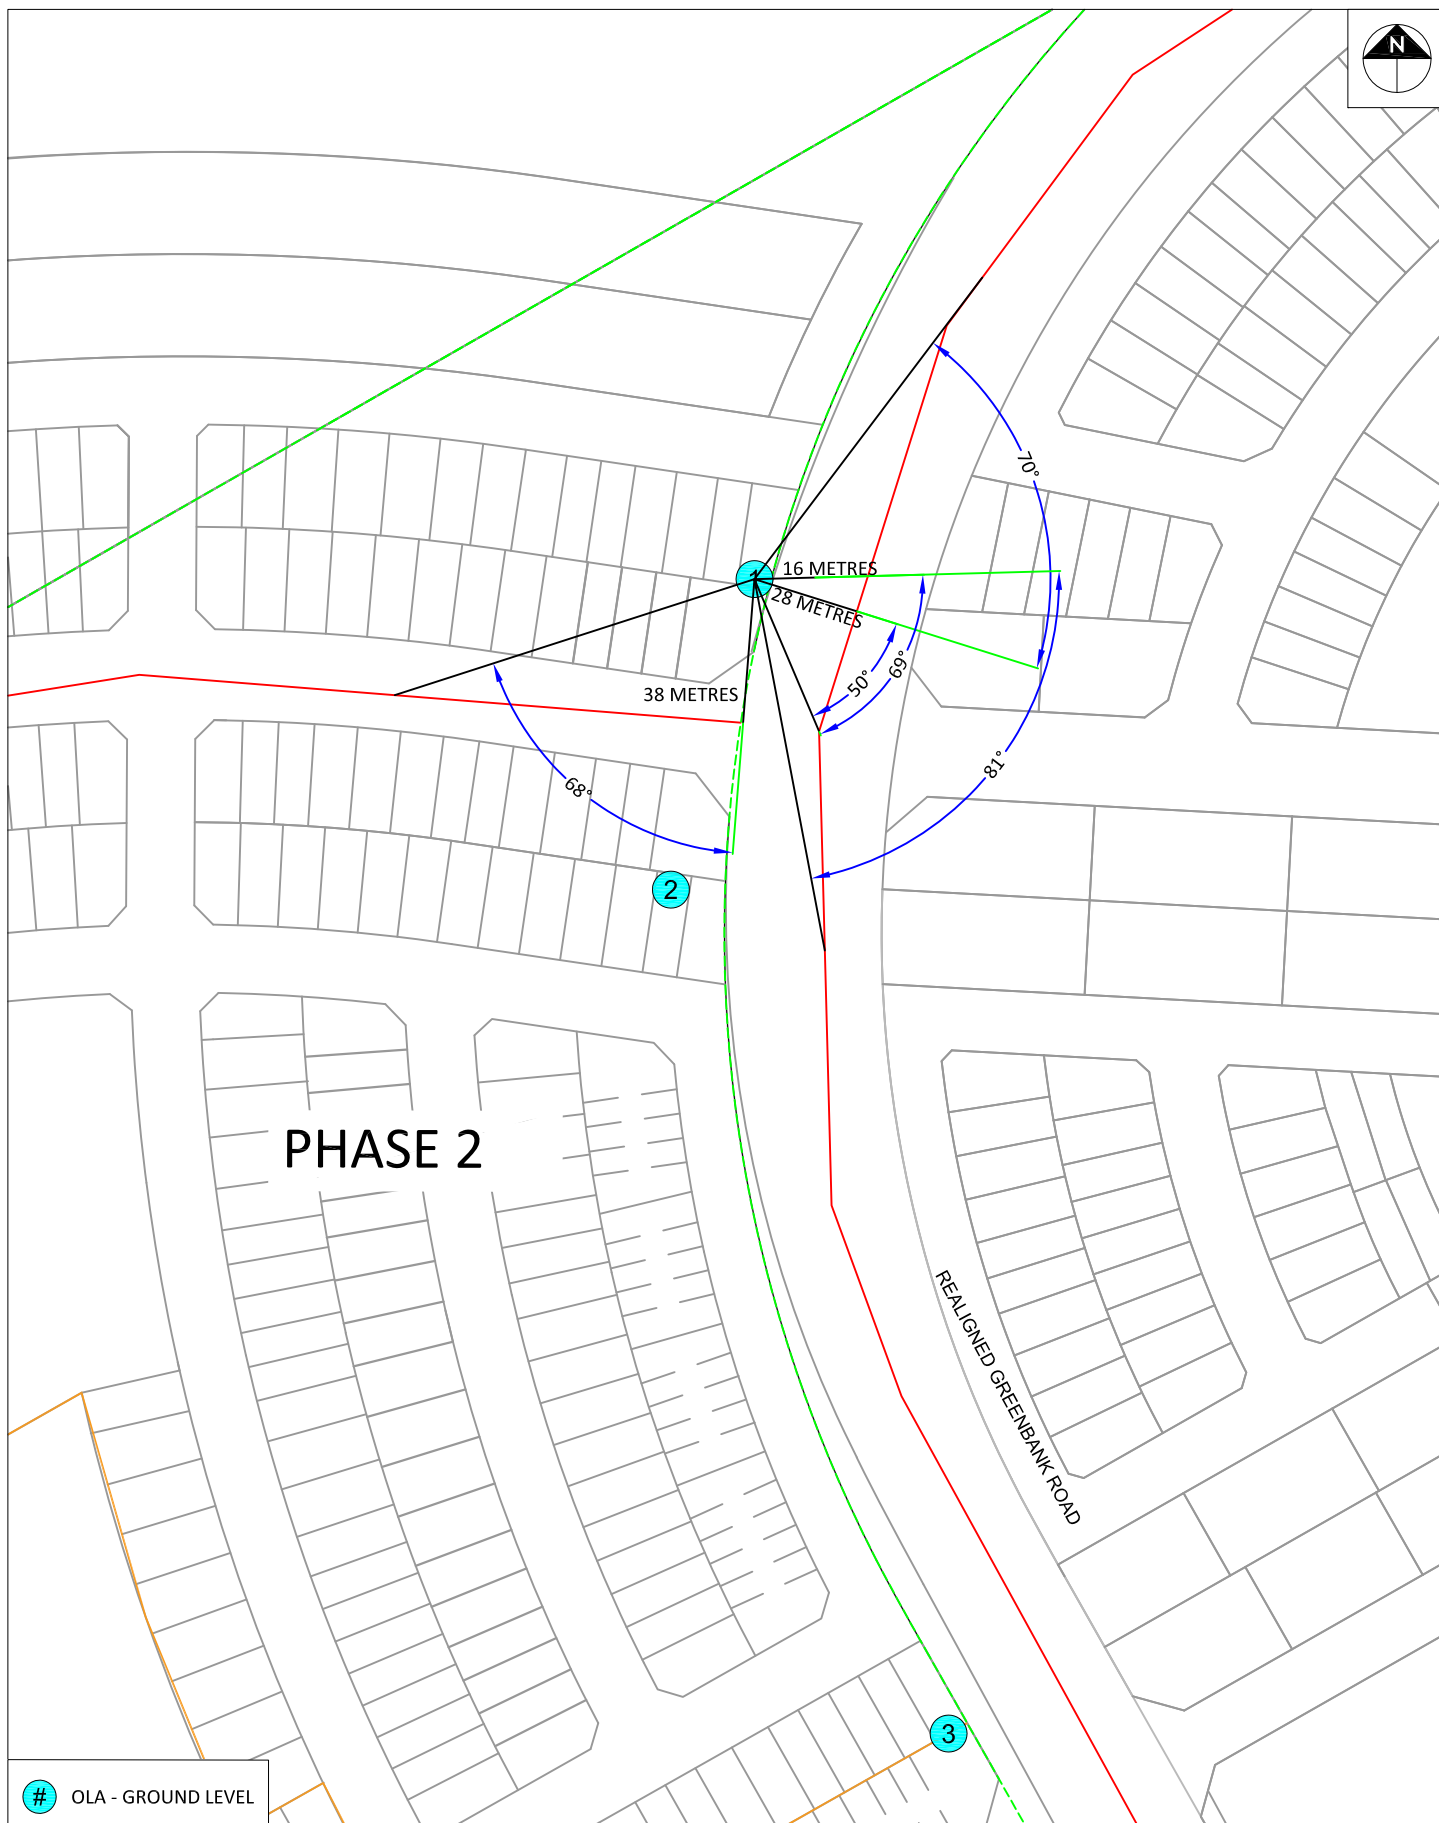 N
70°
1
16 METRES
28 METRES
69°
50°
38 METRES
81°
68°
2
PHASE 2
REALIGNED GREENBANK ROAD
3
# OLA - GROUND LEVEL